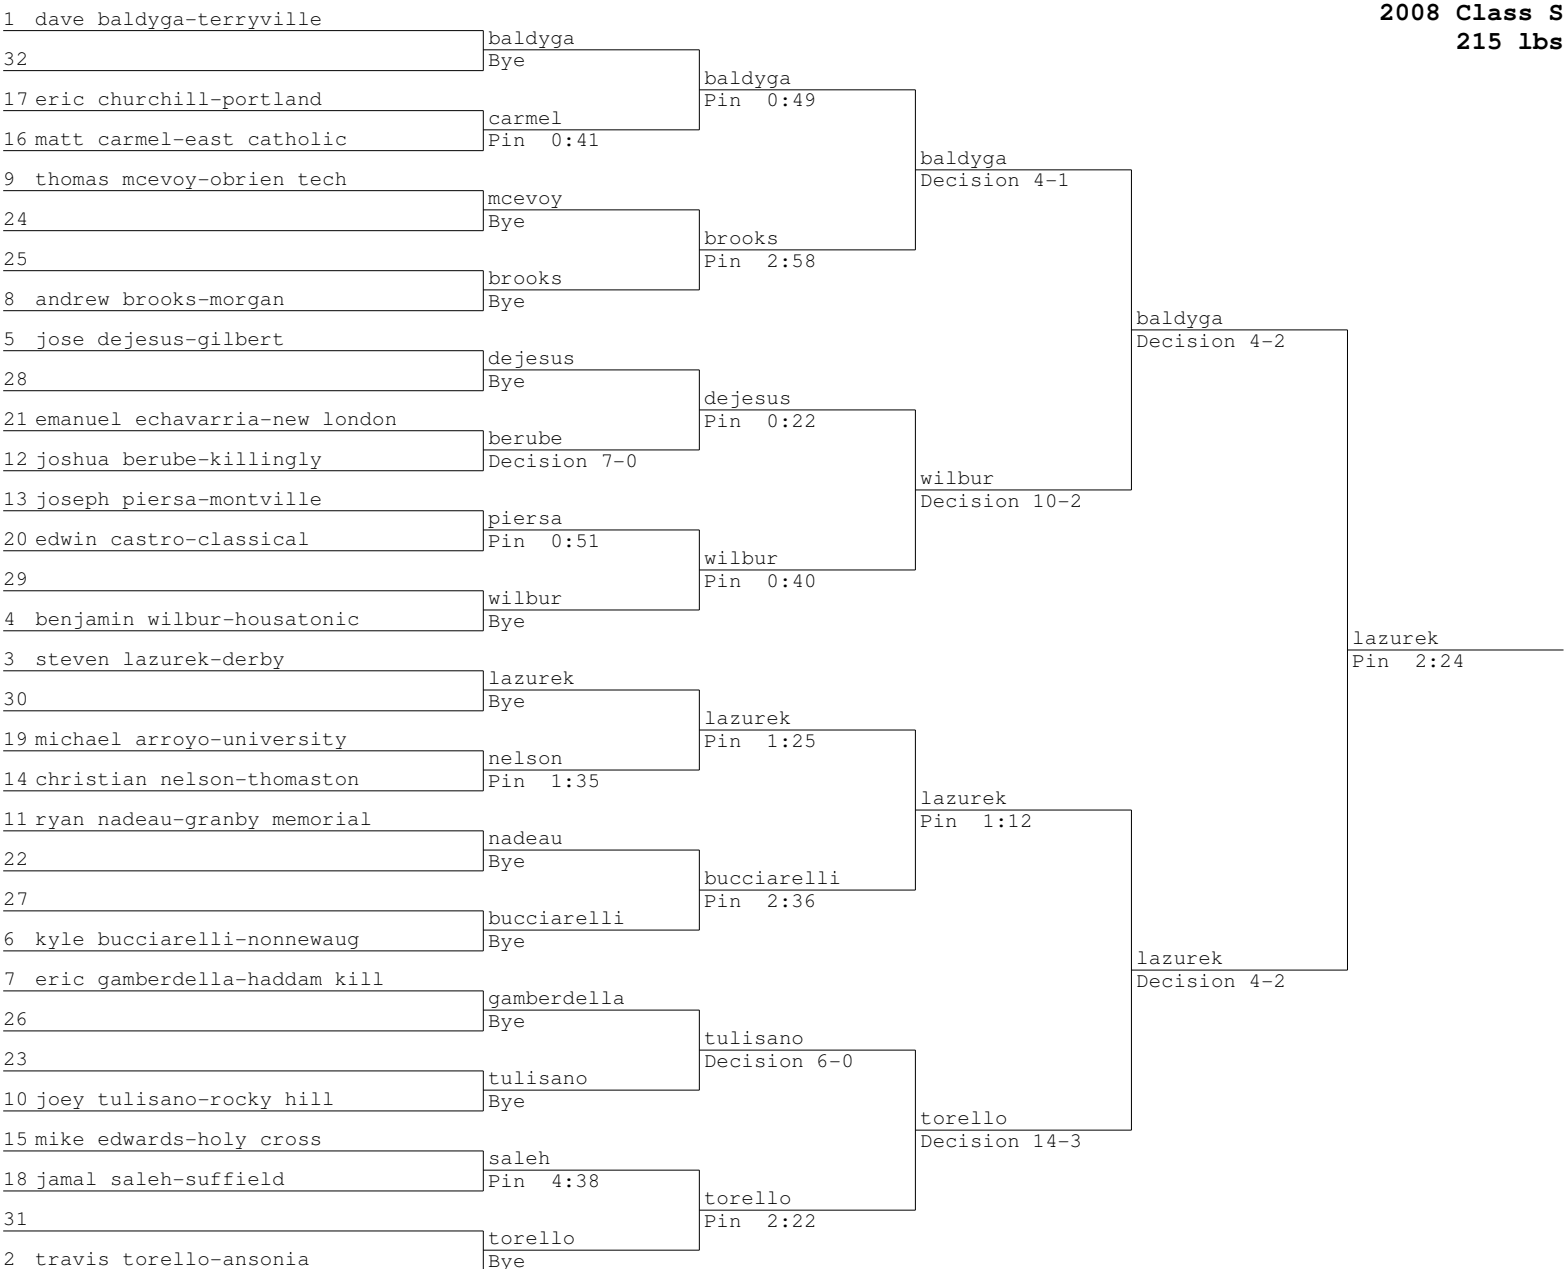 2008 Class S
215 lbs
1 dave baldyga-terryville
32
17 eric churchill-portland
16 matt carmel-east catholic
9 thomas mcevoy-obrien tech
24
25
8 andrew brooks-morgan
5 jose dejesus-gilbert
28
21 emanuel echavarria-new london
12 joshua berube-killingly
13 joseph piersa-montville
20 edwin castro-classical
29
4 benjamin wilbur-housatonic
3 steven lazurek-derby
30
19 michael arroyo-university
14 christian nelson-thomaston
11 ryan nadeau-granby memorial
22
27
6 kyle bucciarelli-nonnewaug
7 eric gamberdella-haddam kill
26
23
10 joey tulisano-rocky hill
15 mike edwards-holy cross
18 jamal saleh-suffield
31
2 travis torello-ansonia
baldyga
Bye
carmel
Pin 0:41
mcevoy
Bye
brooks
Bye
dejesus
Bye
berube
Decision 7-0
piersa
Pin 0:51
wilbur
Bye
lazurek
Bye
nelson
Pin 1:35
nadeau
Bye
bucciarelli
Bye
gamberdella
Bye
tulisano
Bye
saleh
Pin 4:38
torello
Bye
baldyga
Pin 0:49
brooks
Pin 2:58
dejesus
Pin 0:22
wilbur
Pin 0:40
lazurek
Pin 1:25
bucciarelli
Pin 2:36
tulisano
Decision 6-0
torello
Pin 2:22
baldyga
Decision 4-1
wilbur
Decision 10-2
lazurek
Pin 1:12
torello
Decision 14-3
baldyga
Decision 4-2
lazurek
Decision 4-2
lazurek
Pin 2:24